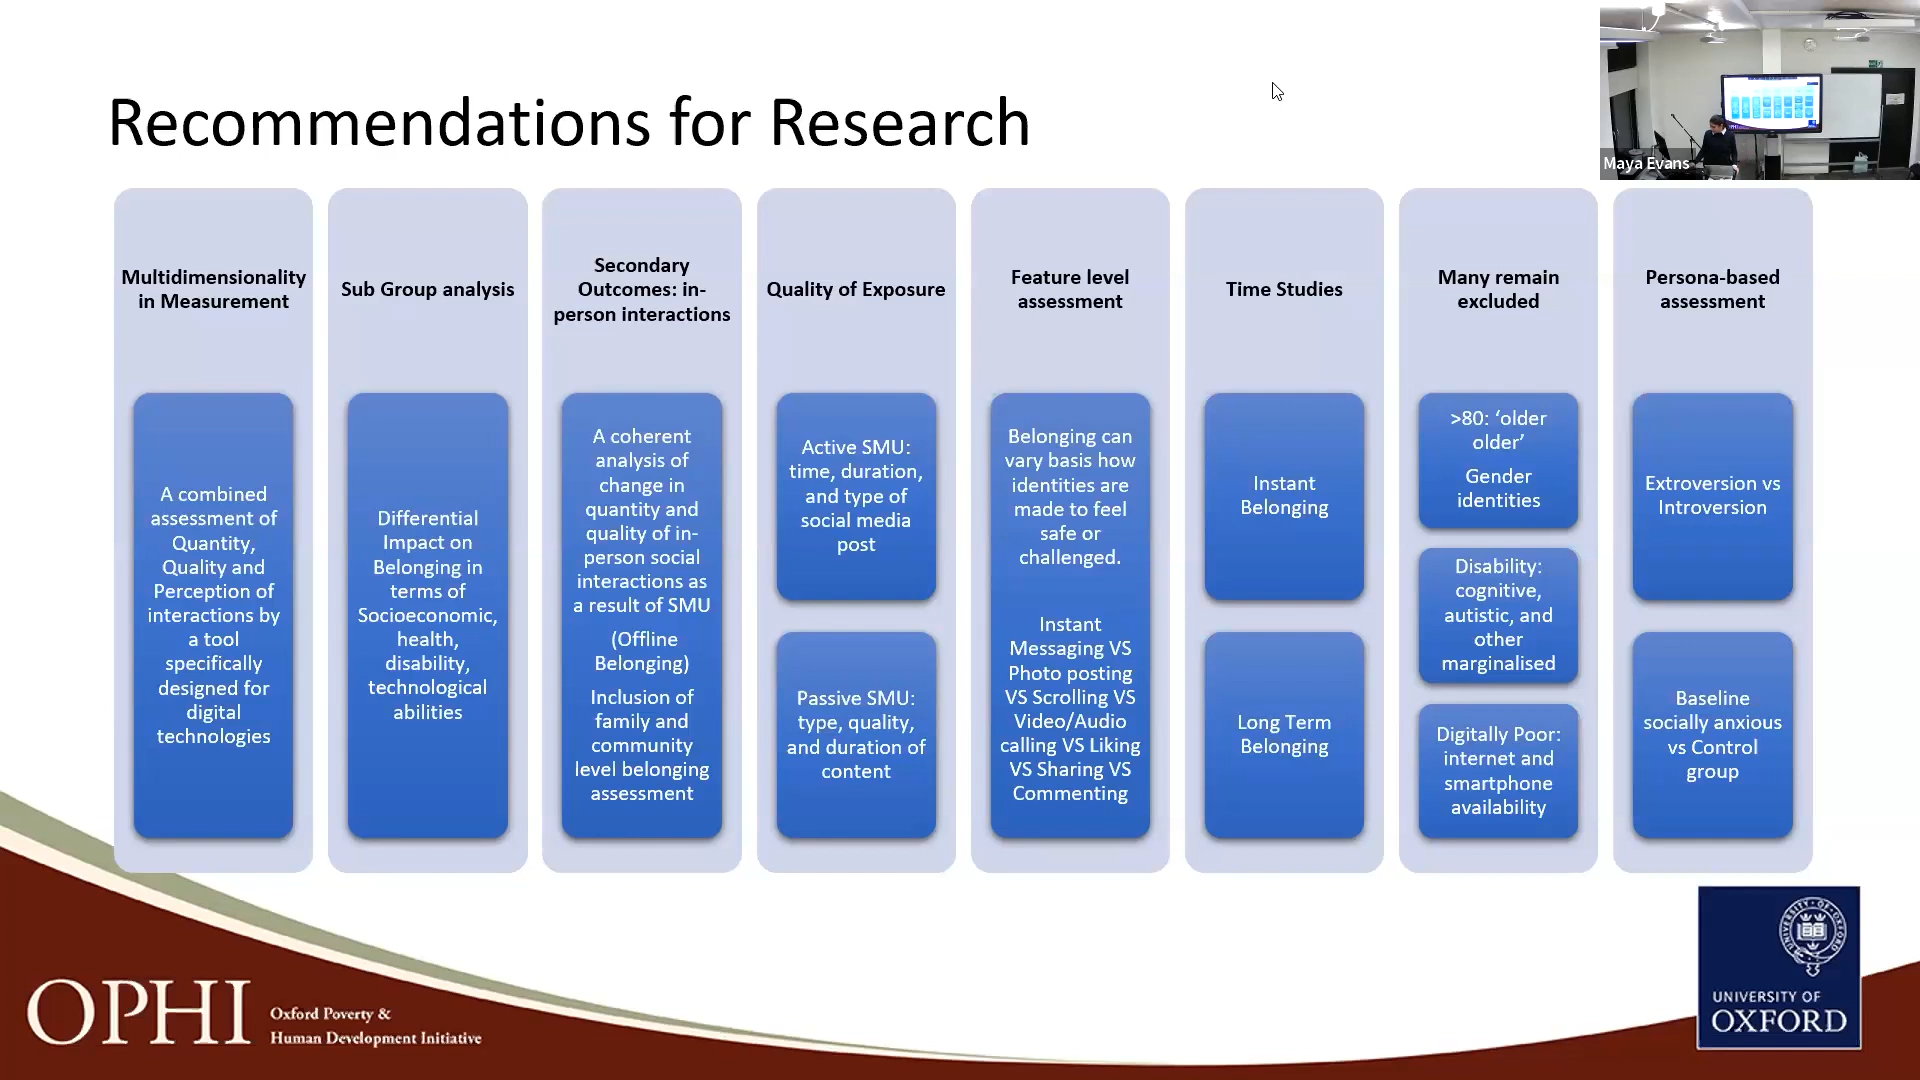 Recommendations for Research
Maya Evans
Multidimensionality
in Measurement
A combined
assessment of
Quantity,
Quality and
Perception of
interactions by
a tool
specifically
designed for
digital
technologies
Sub Group analysis
Differential
Impact on
Belonging in
terms of
Socioeconomic,
health,
disability,
technological
abilities
Secondary
Outcomes: in-
person interactions
A coherent
analysis of
change in
quantity and
quality of in-
person social
interactions as
a result of SMU
(Offline
Belonging)
Inclusion of
family and
community
level belonging
assessment
Quality of Exposure
Active SMU:
time, duration,
and type of
social media
post
Passive SMU:
type, quality,
and duration of
content
Feature level
assessment
Belonging can
vary basis how
identities are
made to feel
safe or
challenged.
Instant
Messaging VS
Photo posting
VS Scrolling VS
Video/Audio
calling VS Liking
VS Sharing VS
Commenting
Time Studies
Instant
Belonging
Long Term
Belonging
Many remain
excluded
>80: ‘older
older’
Gender
identities
Disability:
cognitive,
autistic, and
other
marginalised
Digitally Poor:
internet and
smartphone
availability
Persona-based
assessment
Extroversion vs
Introversion
Baseline
socially anxious
vs Control
group
OPHI
Oxford Poverty &
Human Development Initiative
UNIVERSITY OF
OXFORD